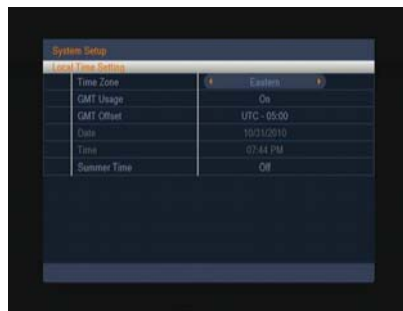 System Setup
Local Time Setting
Time Zone Eastern
GMT Usage On
GMT Offset UTC - 05:00
Date 10/31/2010
Time 07:44 PM
Summer Time Off